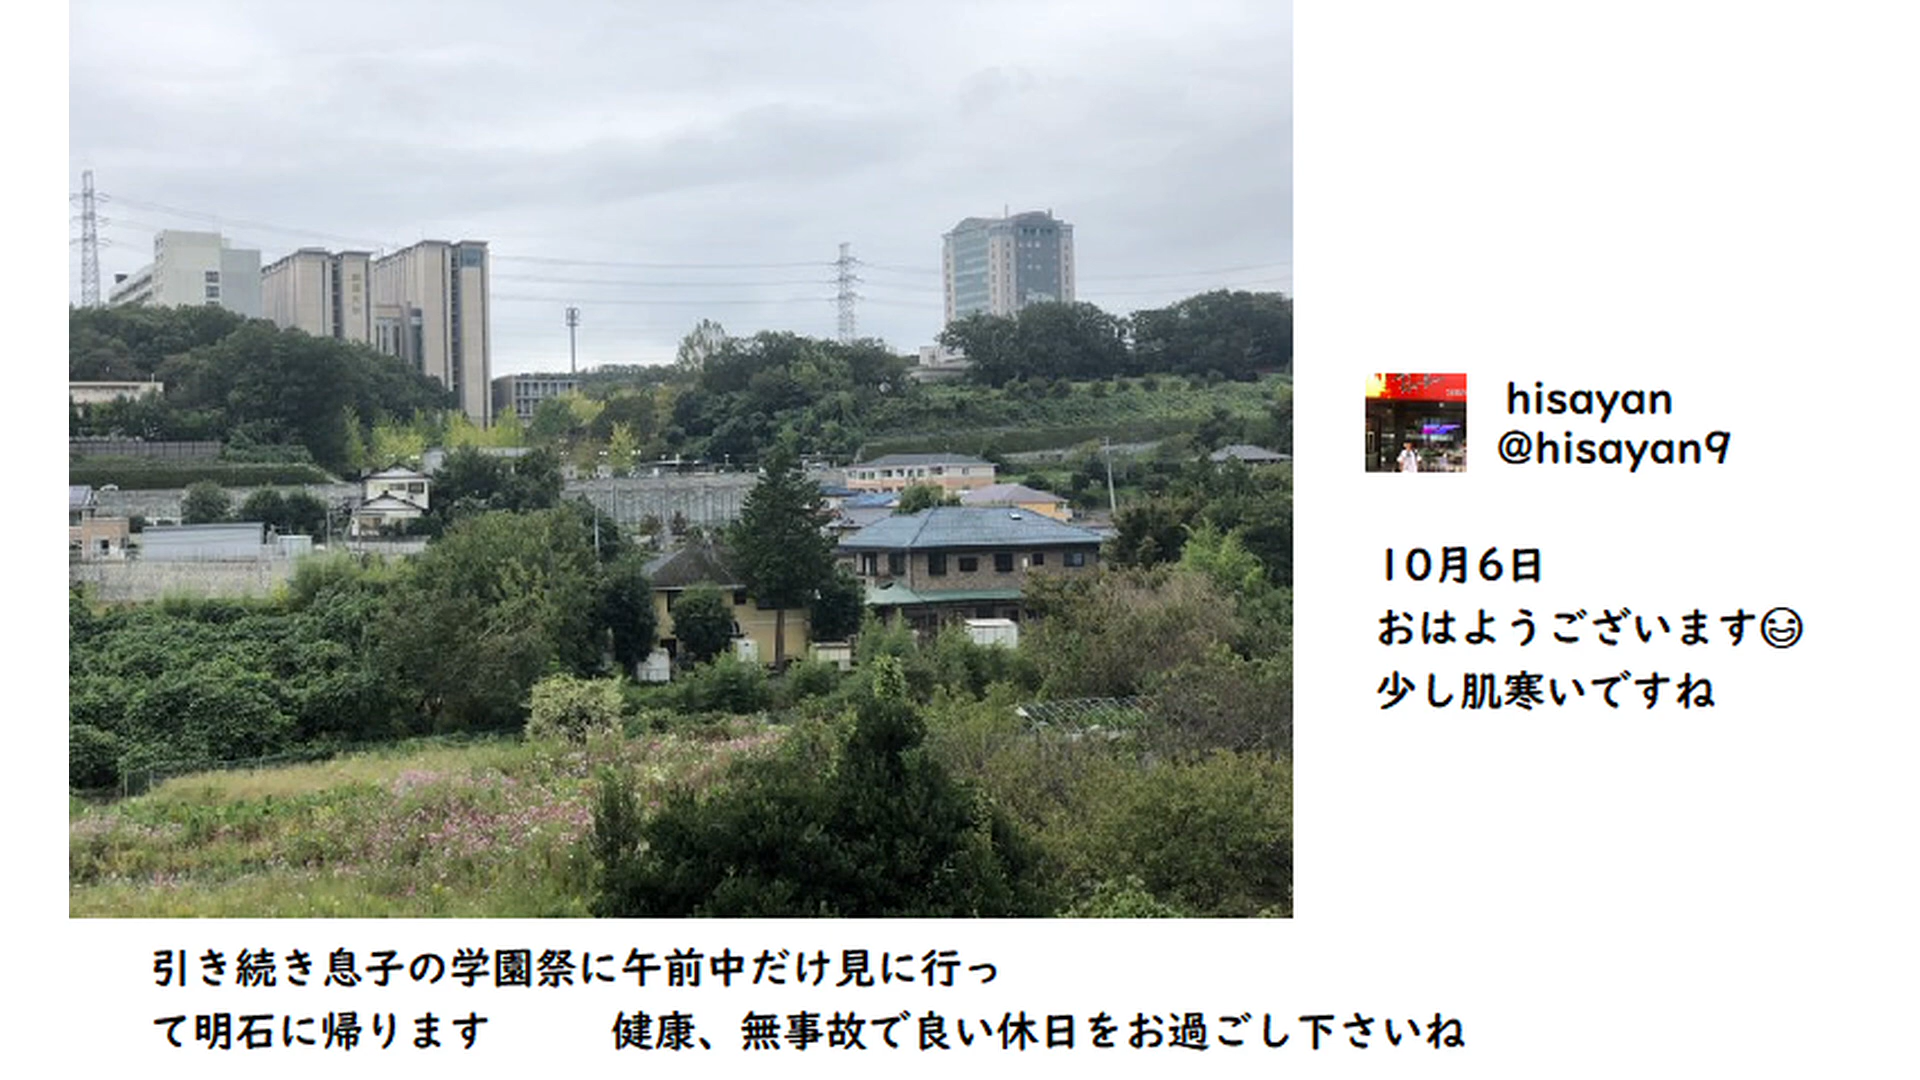 hisayan
@hisayan9
10月6日
おはようございます😄
少し肌寒いですね
引き続き息子の学園祭に午前中だけ見に行っ
て明石に帰ります　　　健康、無事故で良い休日をお過ごし下さいね